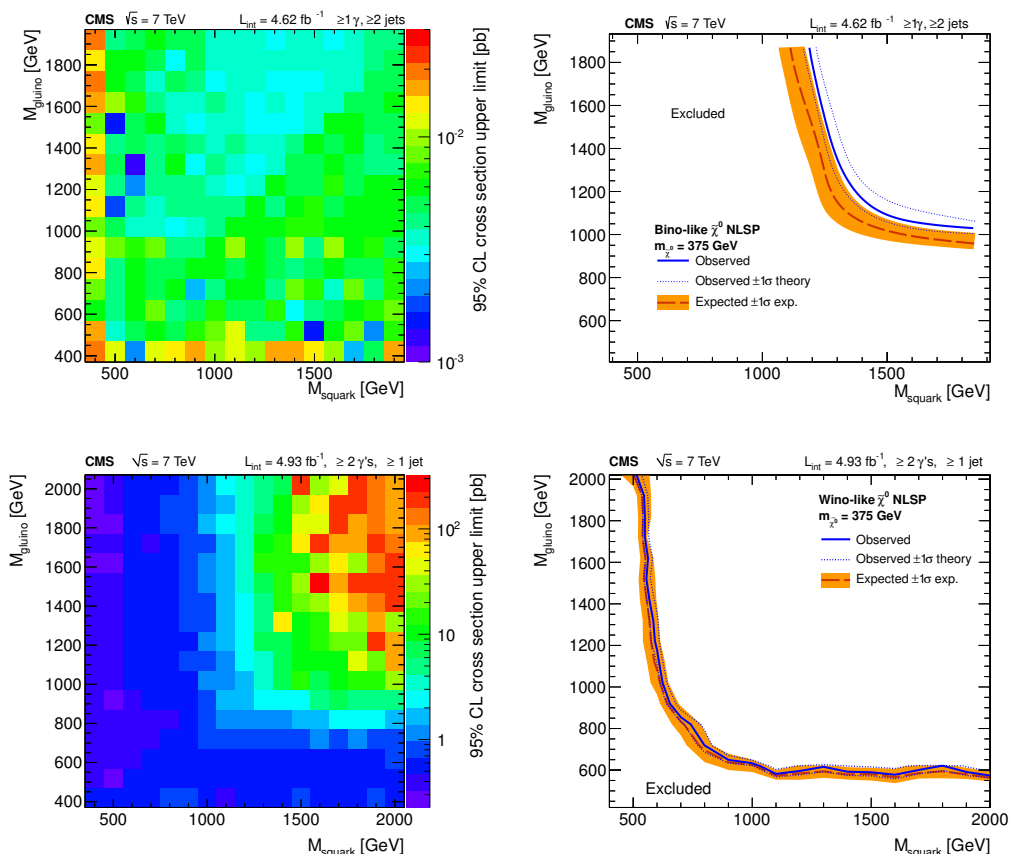 CMS √s = 7 TeV L_int = 4.62 fb⁻¹ ≥1γ, ≥2 jets
M_gluino [GeV]
1800
1600
1400
1200
1000
800
600
400
500 1000 1500
M_squark [GeV]
10⁻²
10⁻³
95% CL cross section upper limit [pb]
CMS √s = 7 TeV L_int = 4.62 fb⁻¹ ≥1γ, ≥2 jets
M_gluino [GeV]
1800
1600
1400
1200
1000
800
600
Excluded
Bino-like χ̃⁰ NLSP
m_χ̃⁰ = 375 GeV
Observed
Observed ±1σ theory
Expected ±1σ exp.
500 1000 1500
M_squark [GeV]
CMS √s = 7 TeV L_int = 4.93 fb⁻¹, ≥ 2 γ's, ≥ 1 jet
M_gluino [GeV]
2000
1800
1600
1400
1200
1000
800
600
400
500 1000 1500 2000
M_squark [GeV]
10²
10
1
95% CL cross section upper limit [pb]
CMS √s = 7 TeV L_int = 4.93 fb⁻¹, ≥ 2 γ's, ≥ 1 jet
M_gluino [GeV]
2000
1800
1600
1400
1200
1000
800
600
Wino-like χ̃⁰ NLSP
m_χ̃⁰ = 375 GeV
Observed
Observed ±1σ theory
Expected ±1σ exp.
Excluded
500 1000 1500 2000
M_squark [GeV]